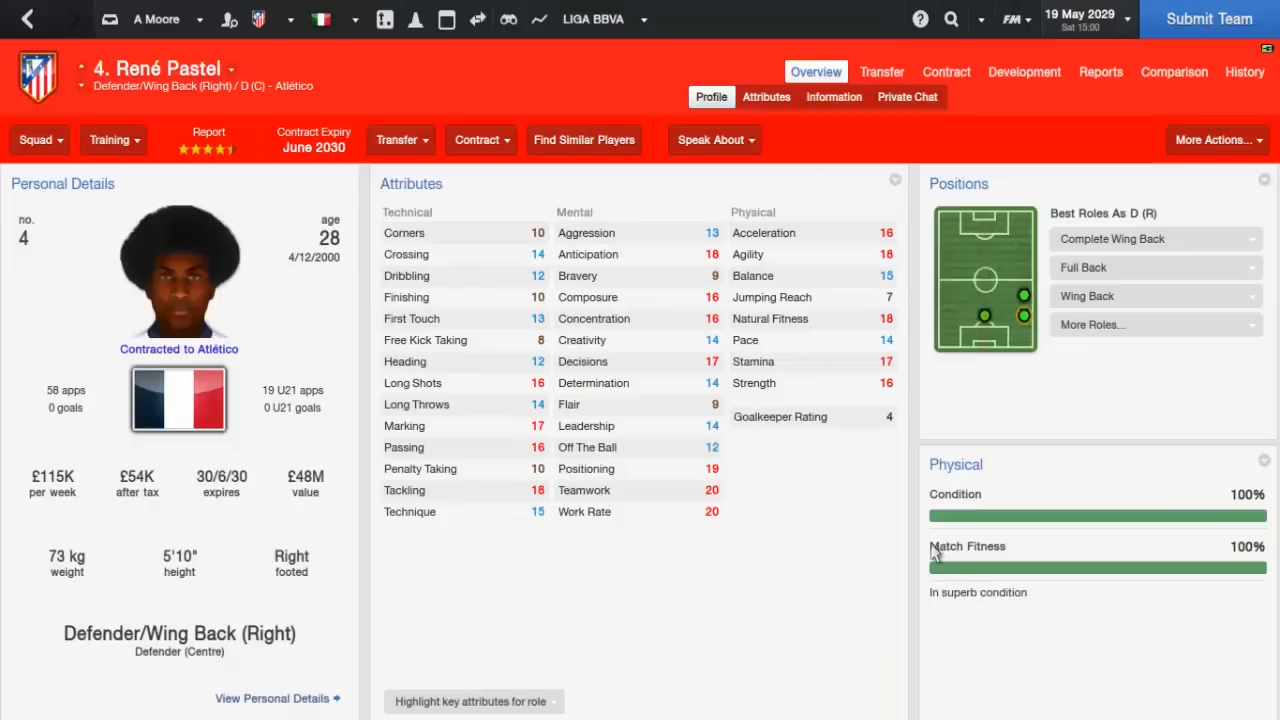 A Moore
LIGA BBVA
FM
19 May 2029
Sat 15:00
Submit Team
4. René Pastel
Defender/Wing Back (Right) / D (C) - Atlético
Overview Transfer Contract Development Reports Comparison History
Profile Attributes Information Private Chat
Squad
Training
Report
Contract Expiry
June 2030
Transfer
Contract
Find Similar Players
Speak About
More Actions...
Personal Details
no.
4
age
28
4/12/2000
Contracted to Atlético
58 apps
0 goals
19 U21 apps
0 U21 goals
£115K
per week
£54K
after tax
30/6/30
expires
£48M
value
73 kg
weight
5'10"
height
Right
footed
Defender/Wing Back (Right)
Defender (Centre)
View Personal Details
Attributes
Technical
Corners 10
Crossing 14
Dribbling 12
Finishing 10
First Touch 13
Free Kick Taking 8
Heading 12
Long Shots 16
Long Throws 14
Marking 17
Passing 16
Penalty Taking 10
Tackling 18
Technique 15
Mental
Aggression 13
Anticipation 18
Bravery 9
Composure 16
Concentration 16
Creativity 14
Decisions 17
Determination 14
Flair 9
Leadership 14
Off The Ball 12
Positioning 19
Teamwork 20
Work Rate 20
Physical
Acceleration 16
Agility 18
Balance 15
Jumping Reach 7
Natural Fitness 18
Pace 14
Stamina 17
Strength 16
Goalkeeper Rating 4
Highlight key attributes for role
Positions
Best Roles As D (R)
Complete Wing Back
Full Back
Wing Back
More Roles...
Physical
Condition 100%
Match Fitness 100%
In superb condition